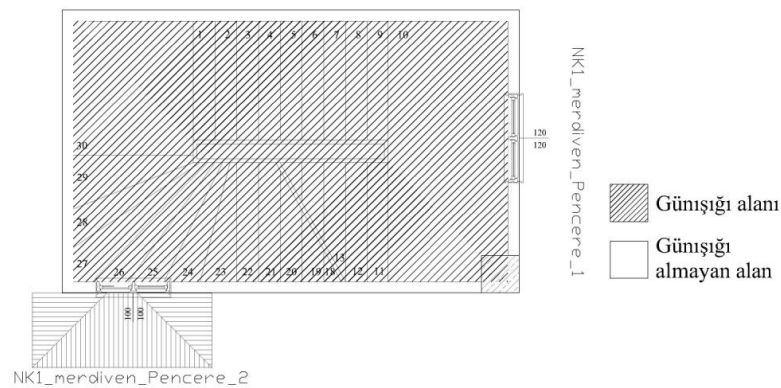 1 2 3 4 5 6 7 8 9 10
30
29
28
27
26 25 24 23 22 21 20 19 18 13 12 11
120
120
100
100
NK1_merdiven_Pencere_1
NK1_merdiven_Pencere_2
Günışığı alanı
Günışığı
almayan alan